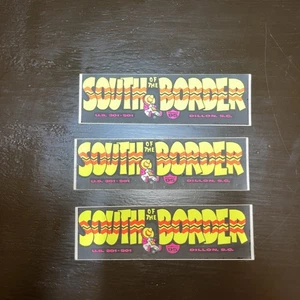 SOUTH OF THE BORDER
U.S. 301-501 DILLON, S.C.
SOUTH OF THE BORDER
U.S. 301-501 DILLON, S.C.
SOUTH OF THE BORDER
U.S. 301-501 DILLON, S.C.